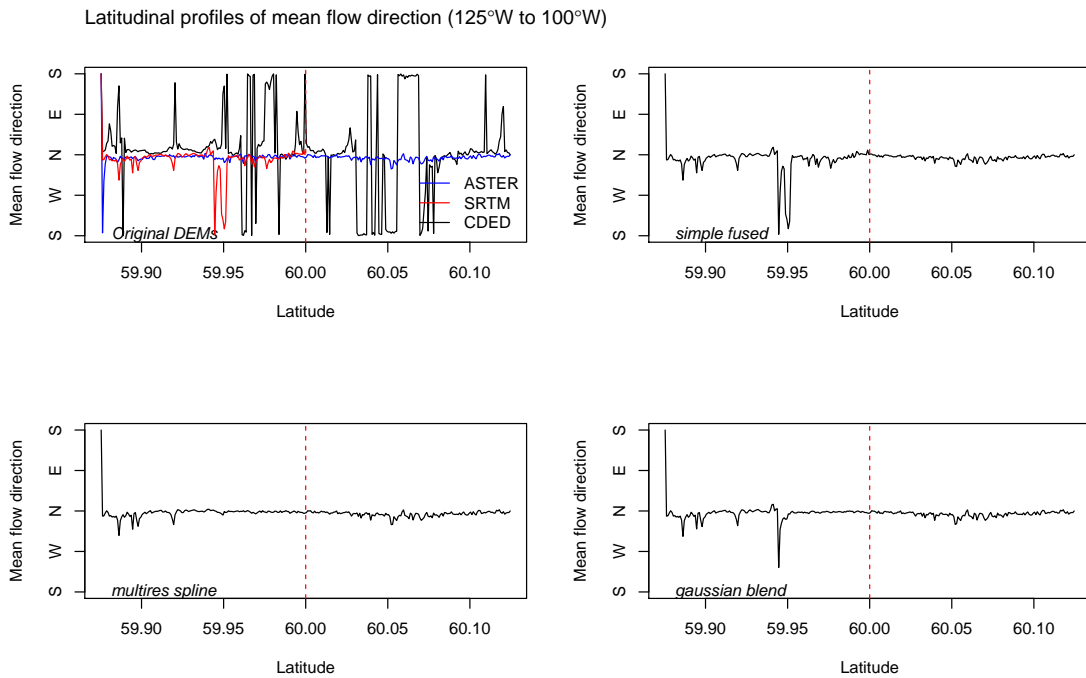 Latitudinal profiles of mean flow direction (125°W to 100°W)
Mean flow direction
S W N E S
ASTER
SRTM
CDED
Original DEMs
59.90 59.95 60.00 60.05 60.10
Latitude
Mean flow direction
S W N E S
simple fused
59.90 59.95 60.00 60.05 60.10
Latitude
Mean flow direction
S W N E S
multires spline
59.90 59.95 60.00 60.05 60.10
Latitude
Mean flow direction
S W N E S
gaussian blend
59.90 59.95 60.00 60.05 60.10
Latitude